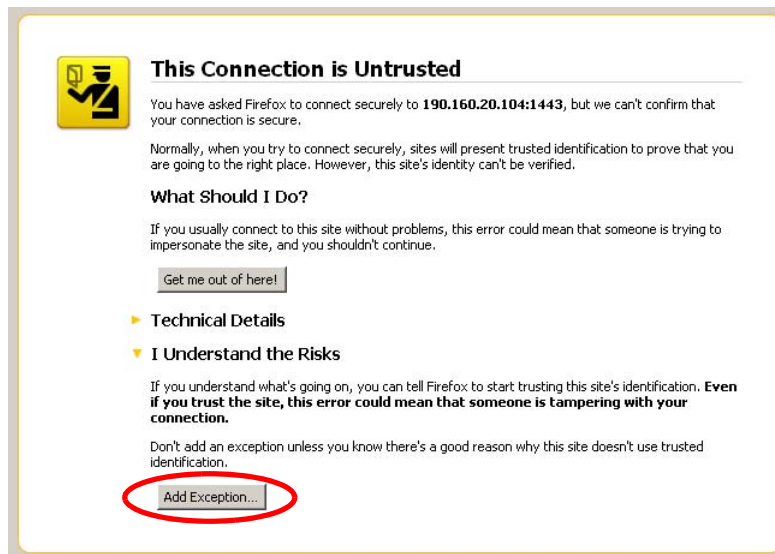 This Connection is Untrusted
You have asked Firefox to connect securely to 190.160.20.104:1443, but we can't confirm that
your connection is secure.
Normally, when you try to connect securely, sites will present trusted identification to prove that you
are going to the right place. However, this site's identity can't be verified.
What Should I Do?
If you usually connect to this site without problems, this error could mean that someone is trying to
impersonate the site, and you shouldn't continue.
Get me out of here!
Technical Details
I Understand the Risks
If you understand what's going on, you can tell Firefox to start trusting this site's identification. Even
if you trust the site, this error could mean that someone is tampering with your
connection.
Don't add an exception unless you know there's a good reason why this site doesn't use trusted
identification.
Add Exception...